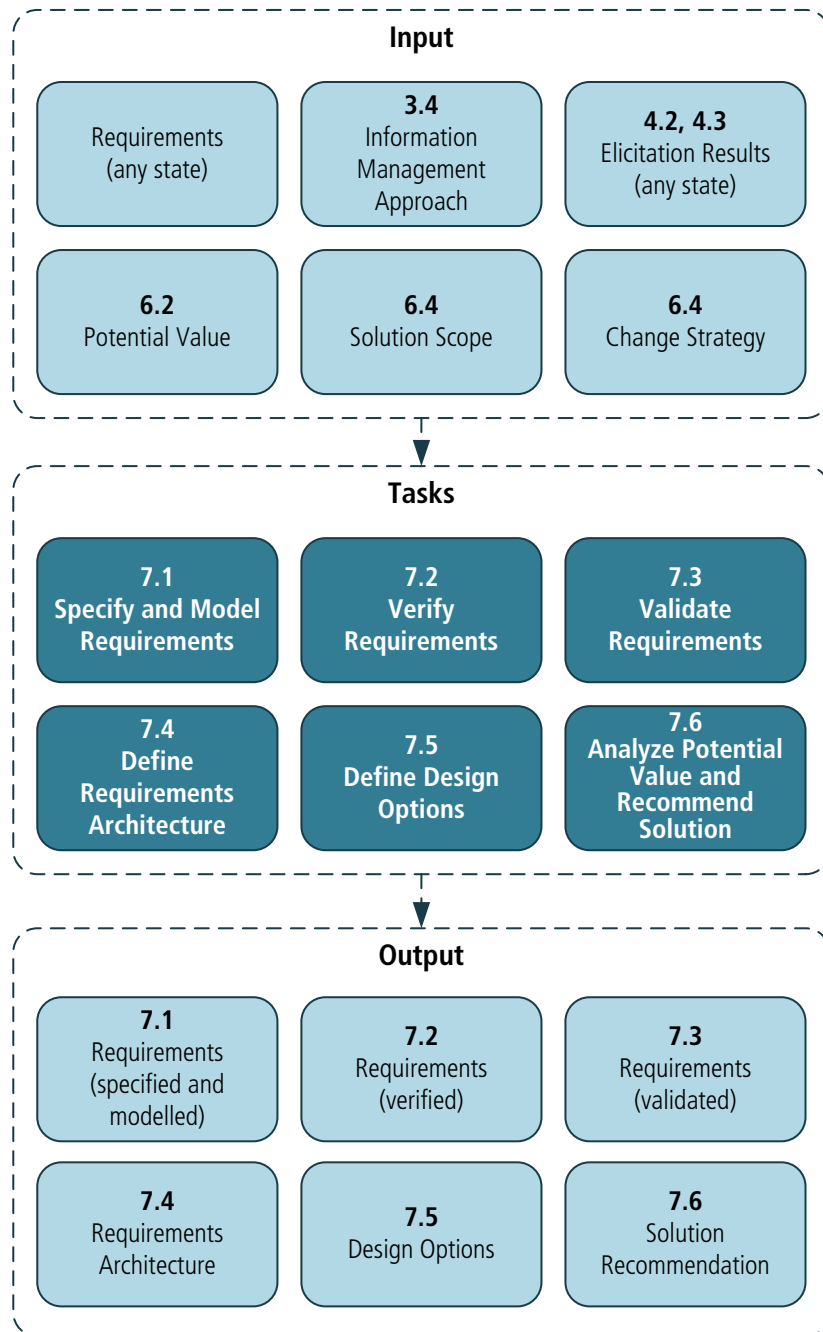 Input
Requirements
(any state)
3.4
Information
Management
Approach
4.2, 4.3
Elicitation Results
(any state)
6.2
Potential Value
6.4
Solution Scope
6.4
Change Strategy
Tasks
7.1
Specify and Model
Requirements
7.2
Verify
Requirements
7.3
Validate
Requirements
7.4
Define
Requirements
Architecture
7.5
Define Design
Options
7.6
Analyze Potential
Value and
Recommend
Solution
Output
7.1
Requirements
(specified and
modelled)
7.2
Requirements
(verified)
7.3
Requirements
(validated)
7.4
Requirements
Architecture
7.5
Design Options
7.6
Solution
Recommendation